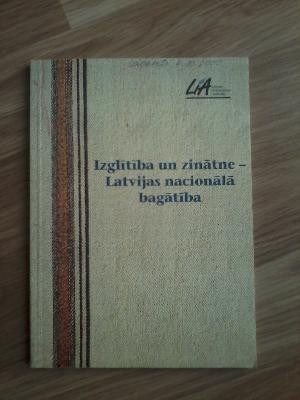 LIA
Izglītība un zinātne –
Latvijas nacionālā
bagātība